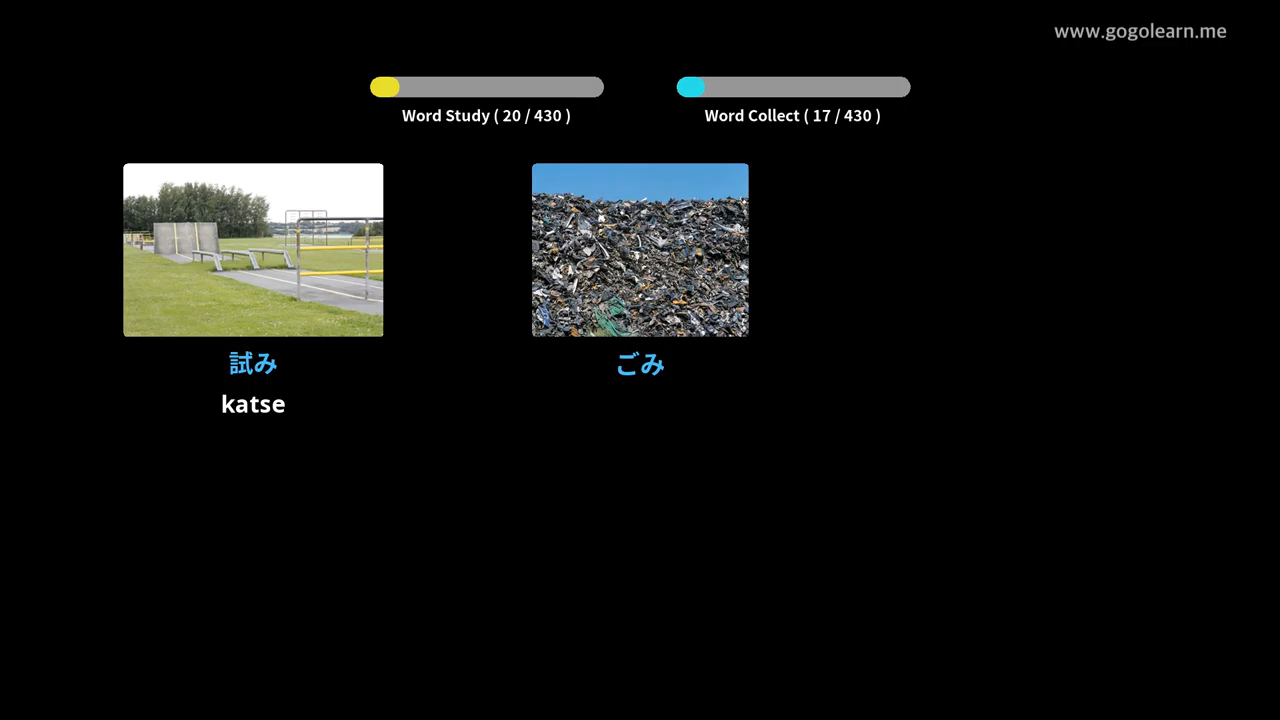 www.gogolearn.me
Word Study ( 20 / 430 )
Word Collect ( 17 / 430 )
試み
ごみ
katse